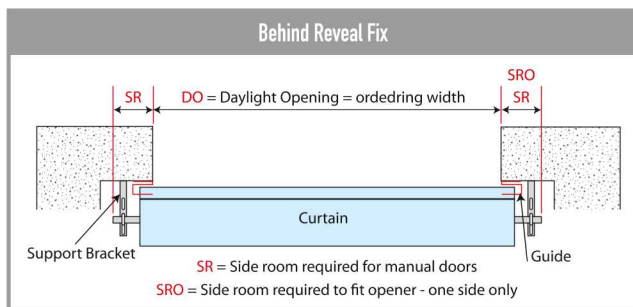 Behind Reveal Fix
SRO
SR
DO = Daylight Opening = ordedring width
SR
Curtain
Support Bracket
Guide
SR = Side room required for manual doors
SRO = Side room required to fit opener - one side only